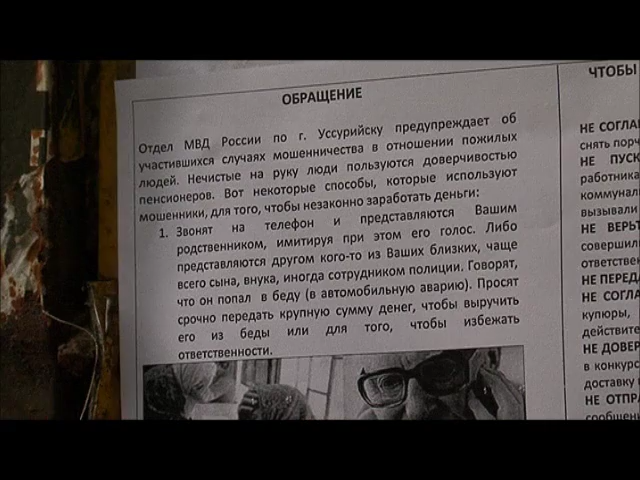 ОБРАЩЕНИЕ
Отдел МВД России по г. Уссурийску предупреждает об
участившихся случаях мошенничества в отношении пожилых
людей. Нечистые на руку люди пользуются доверчивостью
пенсионеров. Вот некоторые способы, которые используют
мошенники, для того, чтобы незаконно заработать деньги:
1. Звонят на телефон и представляются Вашим
родственником, имитируя при этом его голос. Либо
представляются другом кого-то из Ваших близких, чаще
всего сына, внука, иногда сотрудником полиции. Говорят,
что он попал в беду (в автомобильную аварию). Просят
срочно передать крупную сумму денег, чтобы выручить
его из беды или для того, чтобы избежать
ответственности.
ЧТОБЫ
НЕ СОГЛА
снять порч
НЕ ПУСК
работника
коммунал
вызывали
НЕ ВЕРЬТ
совершил
ответствен
НЕ ПЕРЕДА
НЕ СОГЛА
купюры,
действите
НЕ ДОВЕР
в конкурс
доставку
НЕ ОТПРА
сообщени